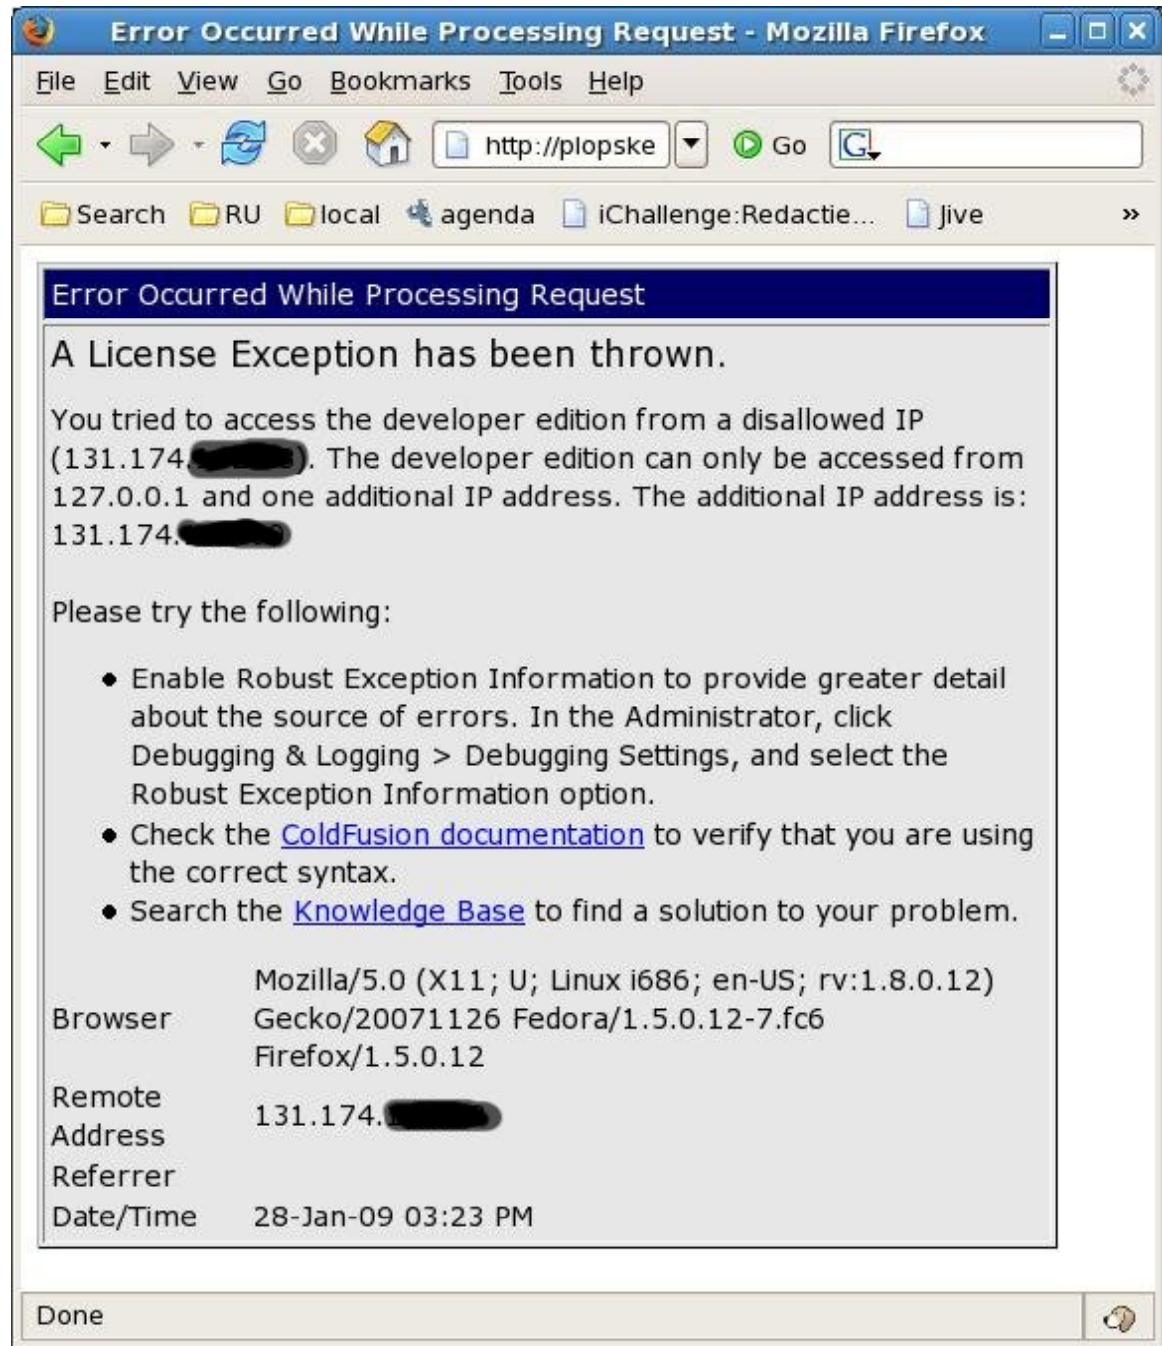 Error Occurred While Processing Request - Mozilla Firefox
File Edit View Go Bookmarks Tools Help
http://plopske Go G
Search RU local agenda iChallenge:Redactie... Jive »
Error Occurred While Processing Request
A License Exception has been thrown.
You tried to access the developer edition from a disallowed IP
(131.174. ). The developer edition can only be accessed from
127.0.0.1 and one additional IP address. The additional IP address is:
131.174.
Please try the following:
• Enable Robust Exception Information to provide greater detail
about the source of errors. In the Administrator, click
Debugging & Logging > Debugging Settings, and select the
Robust Exception Information option.
• Check the ColdFusion documentation to verify that you are using
the correct syntax.
• Search the Knowledge Base to find a solution to your problem.
Mozilla/5.0 (X11; U; Linux i686; en-US; rv:1.8.0.12)
Browser Gecko/20071126 Fedora/1.5.0.12-7.fc6
Firefox/1.5.0.12
Remote
Address 131.174.
Referrer
Date/Time 28-Jan-09 03:23 PM
Done